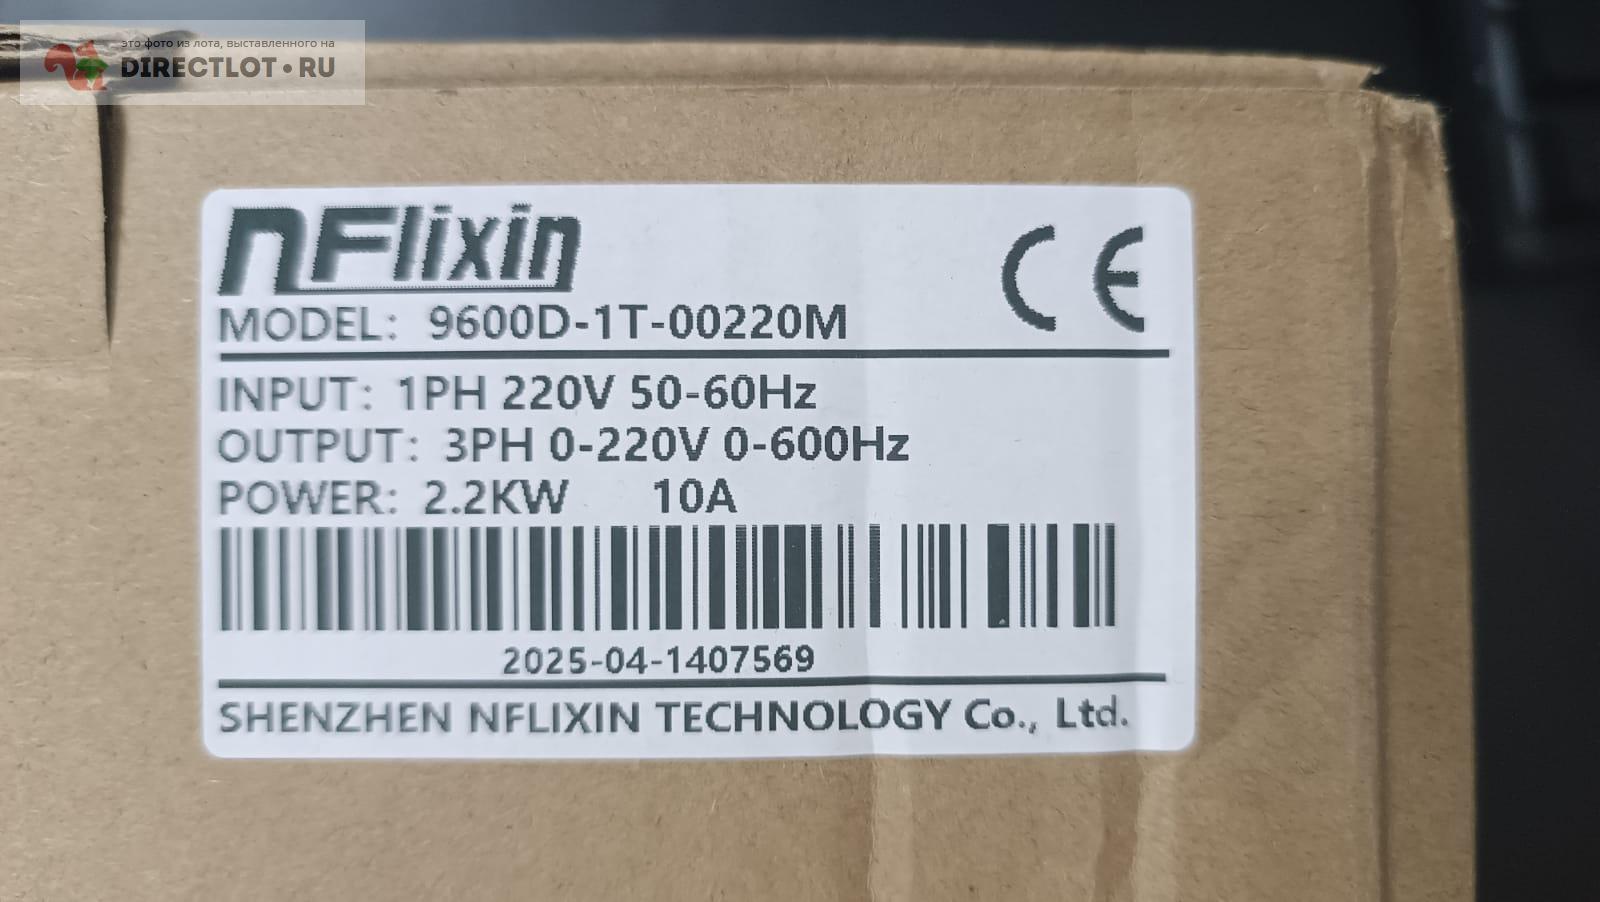 это фото из лота, выставленного на
DIRECTLOT•RU
nFlixin
CE
MODEL: 9600D-1T-00220M
INPUT: 1PH 220V 50-60Hz
OUTPUT: 3PH 0-220V 0-600Hz
POWER: 2.2KW 10A
2025-04-1407569
SHENZHEN NFLIXIN TECHNOLOGY Co., Ltd.